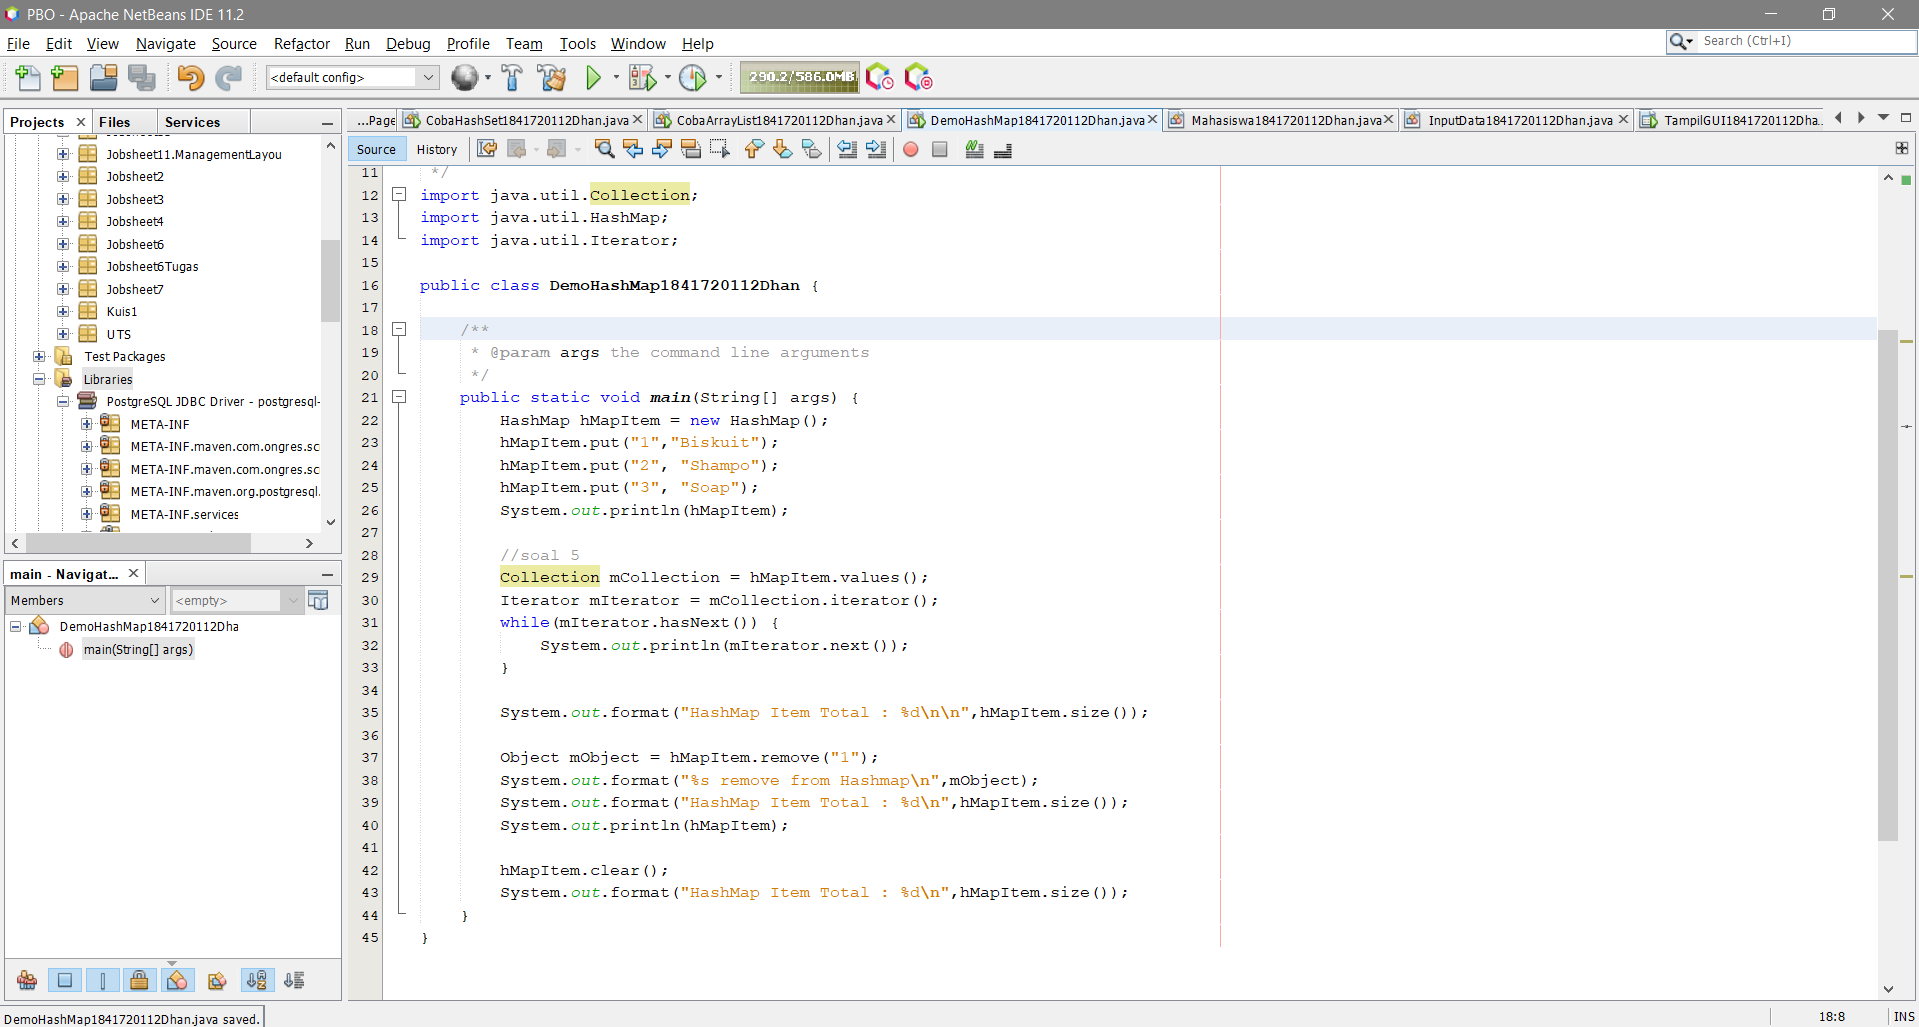 PBO - Apache NetBeans IDE 11.2
File Edit View Navigate Source Refactor Run Debug Profile Team Tools Window Help
Search (Ctrl+I)
<default config>
290.2/586.0MB
Projects Files Services
Jobsheet11.ManagementLayou
Jobsheet2
Jobsheet3
Jobsheet4
Jobsheet6
Jobsheet6Tugas
Jobsheet7
Kuis1
UTS
Test Packages
Libraries
PostgreSQL JDBC Driver - postgresql-
META-INF
META-INF.maven.com.ongres.sc
META-INF.maven.com.ongres.sc
META-INF.maven.org.postgresql.
META-INF.services
main - Navigat...
Members
<empty>
DemoHashMap1841720112Dha
main(String[] args)
...Page CobaHashSet1841720112Dhan.java CobaArrayList1841720112Dhan.java DemoHashMap1841720112Dhan.java Mahasiswa1841720112Dhan.java InputData1841720112Dhan.java TampilGUI1841720112Dha...
Source History
11 */
12 import java.util.Collection;
13 import java.util.HashMap;
14 import java.util.Iterator;
15
16 public class DemoHashMap1841720112Dhan {
17
18 /**
19 * @param args the command line arguments
20 */
21 public static void main(String[] args) {
22 HashMap hMapItem = new HashMap();
23 hMapItem.put("1","Biskuit");
24 hMapItem.put("2", "Shampo");
25 hMapItem.put("3", "Soap");
26 System.out.println(hMapItem);
27
28 //soal 5
29 Collection mCollection = hMapItem.values();
30 Iterator mIterator = mCollection.iterator();
31 while(mIterator.hasNext()) {
32 System.out.println(mIterator.next());
33 }
34
35 System.out.format("HashMap Item Total : %d\n\n",hMapItem.size());
36
37 Object mObject = hMapItem.remove("1");
38 System.out.format("%s remove from Hashmap\n",mObject);
39 System.out.format("HashMap Item Total : %d\n",hMapItem.size());
40 System.out.println(hMapItem);
41
42 hMapItem.clear();
43 System.out.format("HashMap Item Total : %d\n",hMapItem.size());
44 }
45 }
DemoHashMap1841720112Dhan.java saved.
18:8 INS